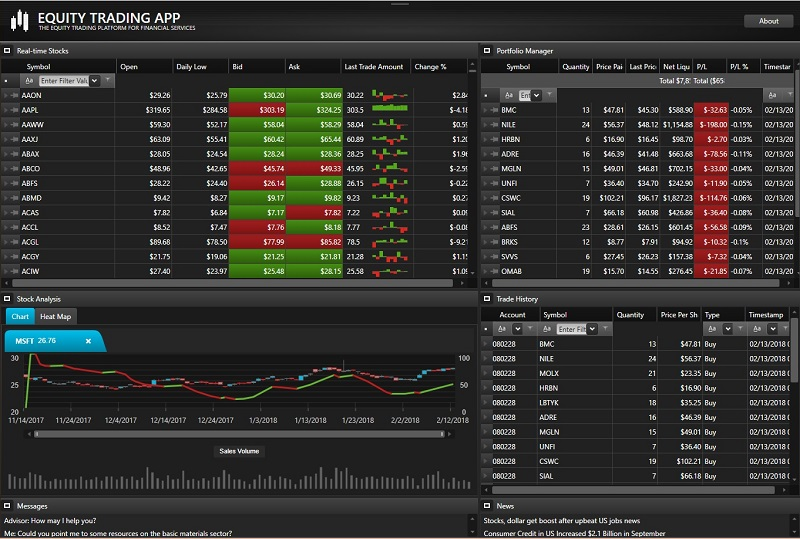 EQUITY TRADING APP
THE EQUITY TRADING PLATFORM FOR FINANCIAL SERVICES
About
Real-time Stocks
Symbol Open Daily Low Bid Ask Last Trade Amount Change %
Aa Enter Filter Valu
AAON $29.26 $25.79 $30.20 $30.69 30.22 $2.84
AAPL $319.65 $284.58 $303.19 $324.25 303.5 $-4.18
AAWW $59.30 $52.17 $58.04 $58.29 58.04 $0.59
AAXJ $63.09 $55.41 $60.42 $65.44 60.89 $1.20
ABAX $28.05 $24.54 $28.24 $28.36 28.25 $1.96
ABCO $48.96 $42.65 $45.74 $49.33 45.95 $-2.59
ABFS $28.22 $24.40 $26.14 $28.88 26.15 $-0.22
ABMD $9.42 $8.27 $9.17 $9.82 9.23 $0.27
ACAS $7.82 $6.84 $7.17 $7.82 7.22 $0.09
ACCL $8.52 $7.47 $7.76 $8.18 7.77 $-0.08
ACGL $89.68 $78.50 $77.99 $85.82 78.5 $-9.21
ACGY $21.75 $19.06 $21.25 $21.81 21.28 $1.15
ACIW $27.40 $23.97 $25.48 $28.15 25.58 $1.09
Portfolio Manager
Symbol Quantity Price Pai Last Pric Net Liqu P/L P/L % Timestar
Total $7,8! Total ($65
Aa Ent Aa
BMC 13 $47.81 $45.30 $588.90 $-32.63 -0.05% 02/13/20
NILE 24 $56.37 $48.12 $1,154.88 $-198.00 -0.15% 02/13/20
HRBN 6 $16.90 $16.45 $98.70 $-2.70 -0.03% 02/13/20
ADRE 16 $46.39 $41.48 $663.68 $-78.56 -0.11% 02/13/20
MGLN 15 $49.01 $46.81 $702.15 $-33.00 -0.04% 02/13/20
UNFI 7 $36.40 $34.70 $242.90 $-11.90 -0.05% 02/13/20
CSWC 19 $102.21 $96.17 $1,827.23 $-114.76 -0.06% 02/13/20
SIAL 7 $66.18 $60.98 $426.86 $-36.40 -0.08% 02/13/20
ABFS 23 $28.61 $26.15 $601.45 $-56.58 -0.09% 02/13/20
BRKS 12 $8.77 $7.91 $94.92 $-10.32 -0.1% 02/13/20
SVVS 6 $27.45 $26.23 $157.38 $-7.32 -0.04% 02/13/20
OMAB 19 $15.70 $14.55 $276.45 $-21.85 -0.07% 02/13/20
Stock Analysis
Chart Heat Map
MSFT 26.76 ×
30 100
25 50
20 0
11/14/2017 11/24/2017 12/4/2017 12/14/2017 12/24/2017 1/3/2018 1/13/2018 1/23/2018 2/2/2018 2/12/2018
Sales Volume
Trade History
Account Symbol Quantity Price Per Sh Type Timestamp
Aa Aa Enter Filt Aa Aa
080228 BMC 13 $47.81 Buy 02/13/2018 0
080228 NILE 24 $56.37 Buy 02/13/2018 0
080228 MOLX 21 $23.35 Buy 02/13/2018 0
080228 HRBN 6 $16.90 Buy 02/13/2018 0
080228 LBTYK 18 $35.25 Buy 02/13/2018 0
080228 ADRE 16 $46.39 Buy 02/13/2018 0
080228 MGLN 15 $49.01 Buy 02/13/2018 0
080228 UNFI 7 $36.40 Buy 02/13/2018 0
080228 CSWC 19 $102.21 Buy 02/13/2018 0
080228 SIAL 7 $66.18 Buy 02/13/2018 0
Messages
Advisor: How may I help you?
Me: Could you point me to some resources on the basic materials sector?
News
Stocks, dollar get boost after upbeat US jobs news
Consumer Credit in US Increased $2.1 Billion in September